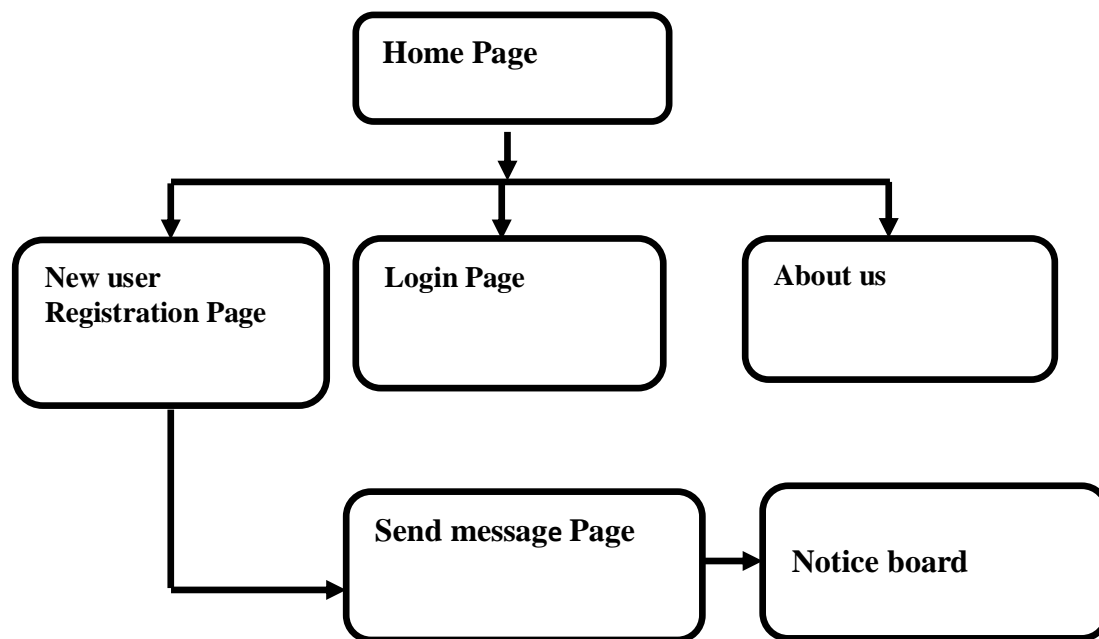 Home Page
New user
Registration Page
Login Page
About us
Send message Page
Notice board